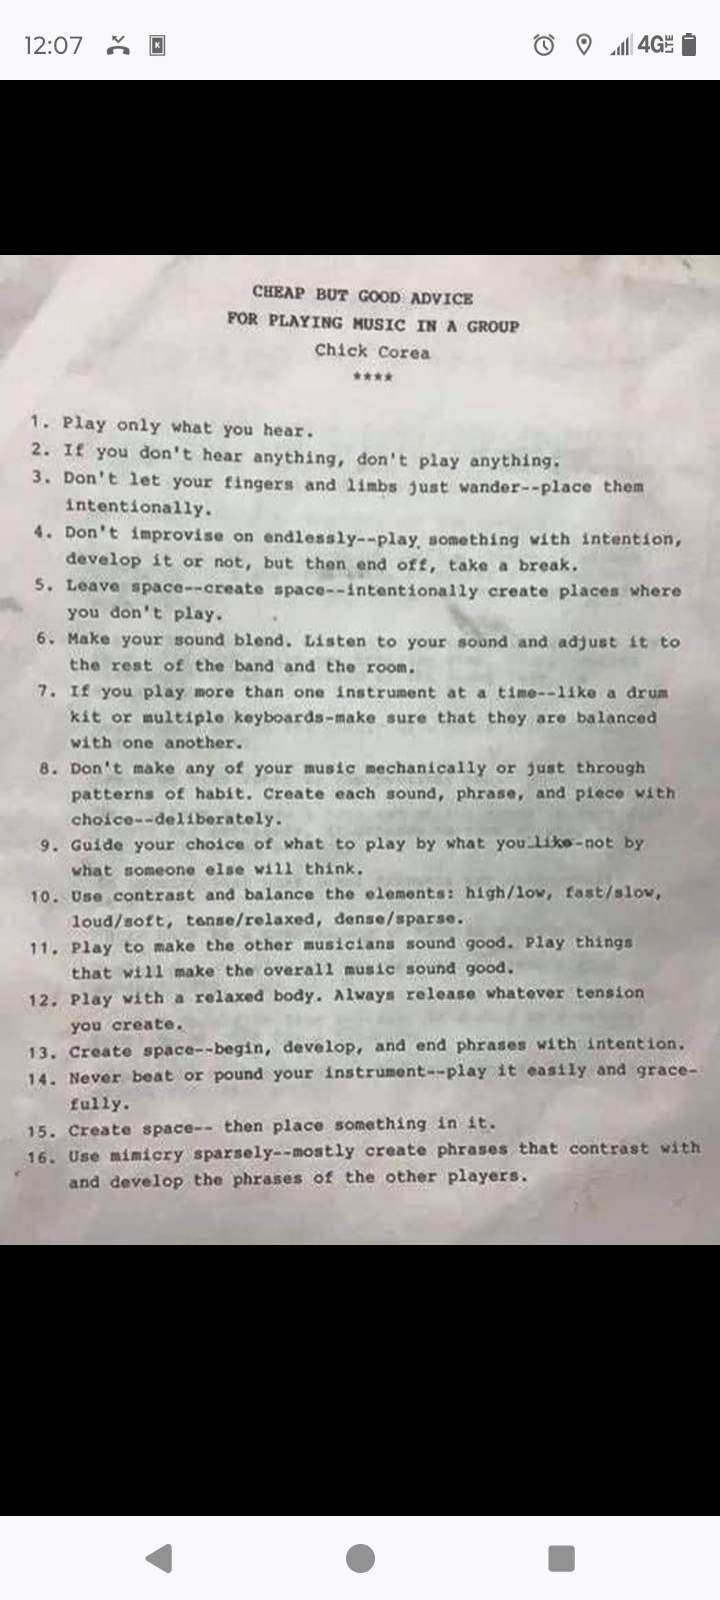 12:07
4G LTE
CHEAP BUT GOOD ADVICE
FOR PLAYING MUSIC IN A GROUP
Chick Corea
****
1. Play only what you hear.
2. If you don't hear anything, don't play anything.
3. Don't let your fingers and limbs just wander--place them
intentionally.
4. Don't improvise on endlessly--play something with intention,
develop it or not, but then end off, take a break.
5. Leave space--create space--intentionally create places where
you don't play.
6. Make your sound blend. Listen to your sound and adjust it to
the rest of the band and the room.
7. If you play more than one instrument at a time--like a drum
kit or multiple keyboards-make sure that they are balanced
with one another.
8. Don't make any of your music mechanically or just through
patterns of habit. Create each sound, phrase, and piece with
choice--deliberately.
9. Guide your choice of what to play by what you like-not by
what someone else will think.
10. Use contrast and balance the elements: high/low, fast/slow,
loud/soft, tense/relaxed, dense/sparse.
11. Play to make the other musicians sound good. Play things
that will make the overall music sound good.
12. Play with a relaxed body. Always release whatever tension
you create.
13. Create space--begin, develop, and end phrases with intention.
14. Never beat or pound your instrument--play it easily and grace-
fully.
15. Create space-- then place something in it.
16. Use mimicry sparsely--mostly create phrases that contrast with
and develop the phrases of the other players.